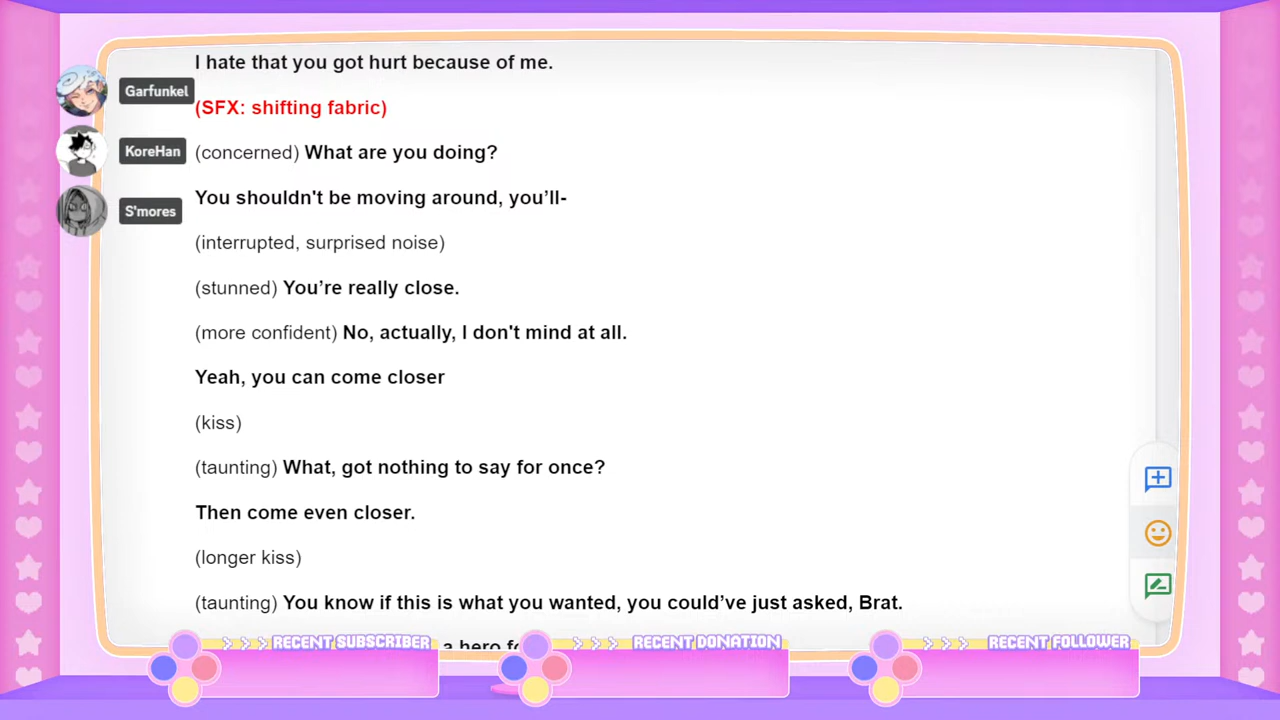 I hate that you got hurt because of me.
Garfunkel
(SFX: shifting fabric)
KoreHan
(concerned) What are you doing?
You shouldn't be moving around, you’ll-
S'mores
(interrupted, surprised noise)
(stunned) You’re really close.
(more confident) No, actually, I don't mind at all.
Yeah, you can come closer
(kiss)
(taunting) What, got nothing to say for once?
Then come even closer.
(longer kiss)
(taunting) You know if this is what you wanted, you could’ve just asked, Brat.
a hero
RECENT SUBSCRIBER
RECENT DONATION
RECENT FOLLOWER